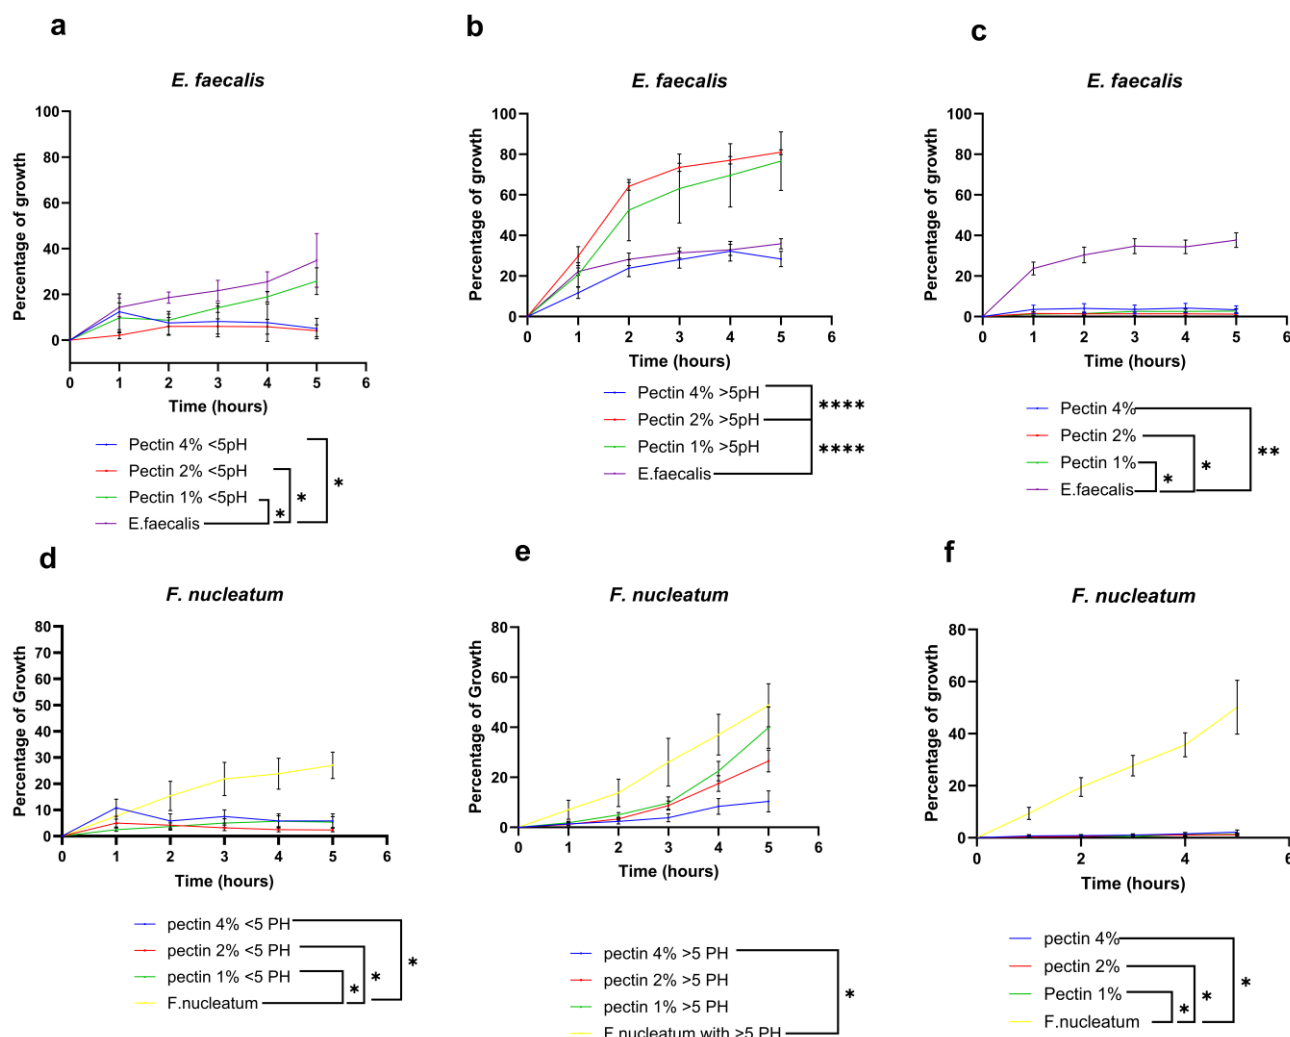 a
E. faecalis
Percentage of growth
100
80
60
40
20
0
0 1 2 3 4 5 6
Time (hours)
Pectin 4% <5pH
Pectin 2% <5pH
Pectin 1% <5pH
E.faecalis
*
*
*
b
E. faecalis
Percentage of growth
100
80
60
40
20
0
0 1 2 3 4 5 6
Time (hours)
Pectin 4% >5pH
Pectin 2% >5pH
Pectin 1% >5pH
E.faecalis
****
****
c
E. faecalis
Percentage of growth
100
80
60
40
20
0
0 1 2 3 4 5 6
Time (hours)
Pectin 4%
Pectin 2%
Pectin 1%
E.faecalis
*
*
**
d
F. nucleatum
Percentage of Growth
80
70
60
50
40
30
20
10
0
0 1 2 3 4 5 6
Time (hours)
pectin 4% <5 PH
pectin 2% <5 PH
pectin 1% <5 PH
F.nucleatum
*
*
*
e
F. nucleatum
Percentage of Growth
80
60
40
20
0
0 1 2 3 4 5 6
Time (hours)
pectin 4% >5 PH
pectin 2% >5 PH
pectin 1% >5 PH
F.nucleatum with >5 PH
*
f
F. nucleatum
Percentage of growth
80
60
40
20
0
0 2 4 6
Time (hours)
pectin 4%
pectin 2%
Pectin 1%
F.nucleatum
*
*
*